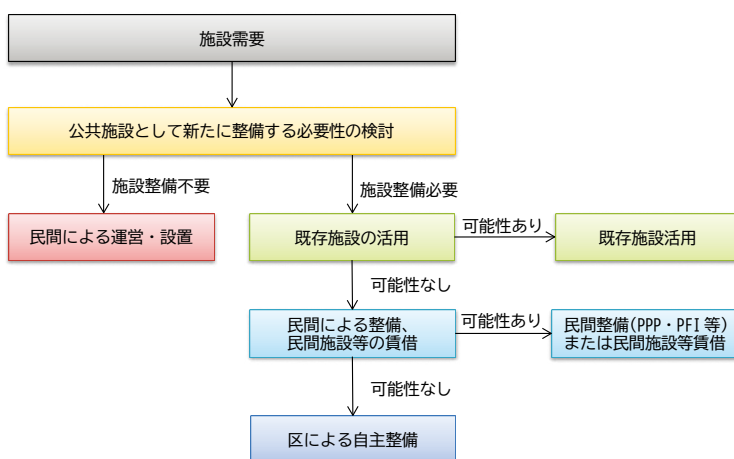 施設需要
公共施設として新たに整備する必要性の検討
施設整備不要
施設整備必要
民間による運営・設置
既存施設の活用
可能性あり
既存施設活用
可能性なし
民間による整備、
民間施設等の賃借
可能性あり
民間整備(PPP・PFI等)
または民間施設等賃借
可能性なし
区による自主整備